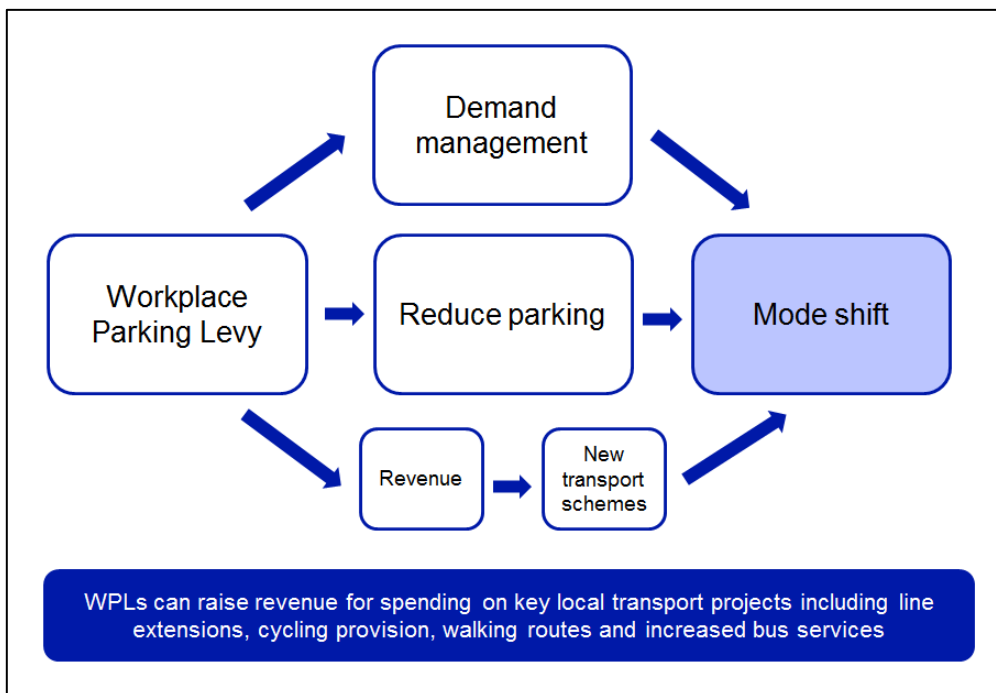 Demand
management
Workplace
Parking Levy
Reduce parking
Mode shift
Revenue
New
transport
schemes
WPLs can raise revenue for spending on key local transport projects including line
extensions, cycling provision, walking routes and increased bus services